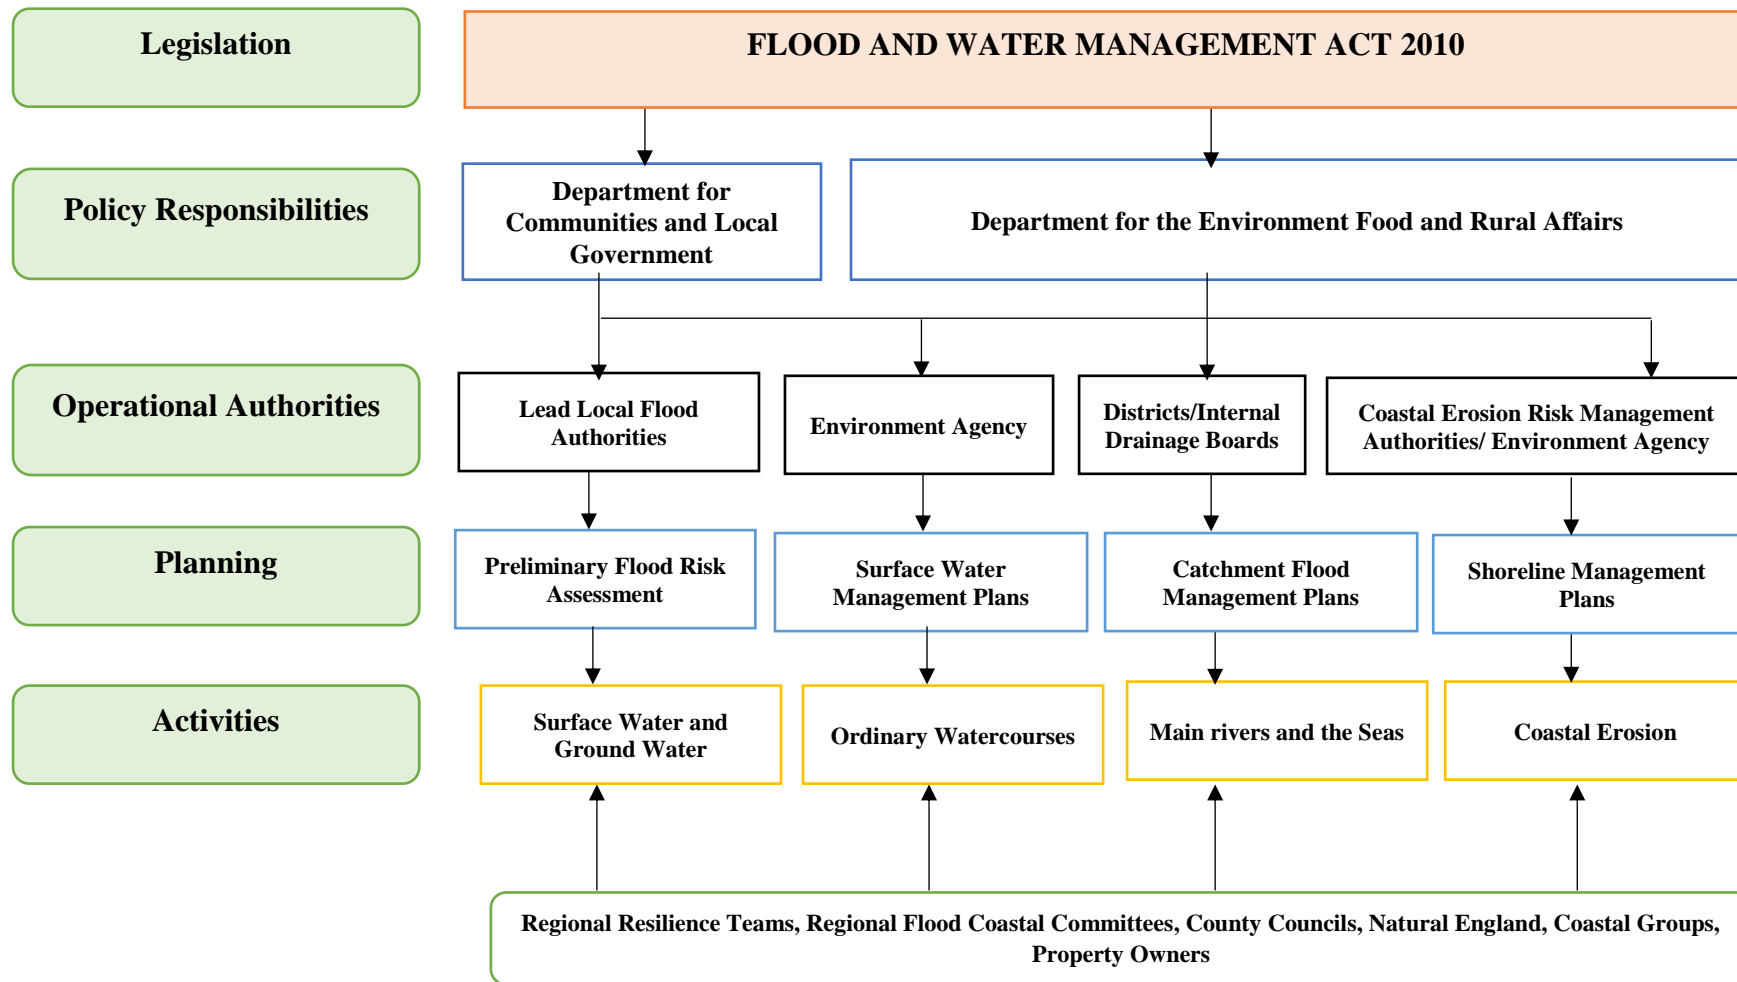 Legislation
FLOOD AND WATER MANAGEMENT ACT 2010
Policy Responsibilities
Department for
Communities and Local
Government
Department for the Environment Food and Rural Affairs
Operational Authorities
Lead Local Flood
Authorities
Environment Agency
Districts/Internal
Drainage Boards
Coastal Erosion Risk Management
Authorities/ Environment Agency
Planning
Preliminary Flood Risk
Assessment
Surface Water
Management Plans
Catchment Flood
Management Plans
Shoreline Management
Plans
Activities
Surface Water and
Ground Water
Ordinary Watercourses
Main rivers and the Seas
Coastal Erosion
Regional Resilience Teams, Regional Flood Coastal Committees, County Councils, Natural England, Coastal Groups,
Property Owners